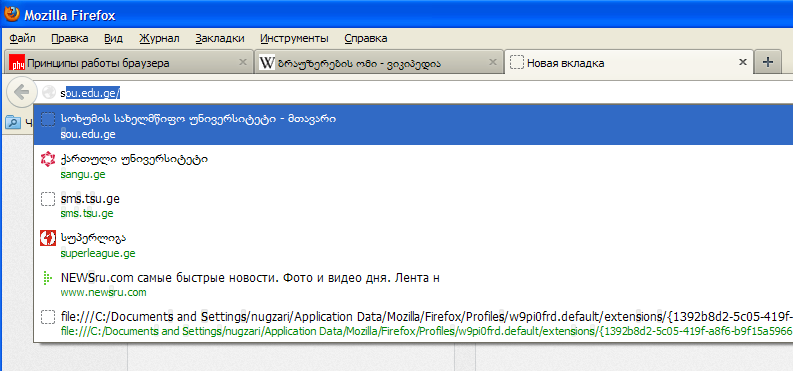 Mozilla Firefox
Файл Правка Вид Журнал Закладки Инструменты Справка
php Принципы работы браузера × W ბრაუზერების ომი - ვიკიპედია × Новая вкладка × +
sou.edu.ge/
სოხუმის სახელმწიფო უნივერსიტეტი - მთავარი
sou.edu.ge
Ч
ქართული უნივერსიტეტი
sangu.ge
sms.tsu.ge
sms.tsu.ge
სუპერლიგა
superleague.ge
NEWSru.com самые быстрые новости. Фото и видео дня. Лента н
www.newsru.com
file:///C:/Documents and Settings/nugzari/Application Data/Mozilla/Firefox/Profiles/w9pi0frd.default/extensions/{1392b8d2-5c05-419f-
file:///C:/Documents and Settings/nugzari/Application Data/Mozilla/Firefox/Profiles/w9pi0frd.default/extensions/{1392b8d2-5c05-419f-a8f6-b9f15a5966